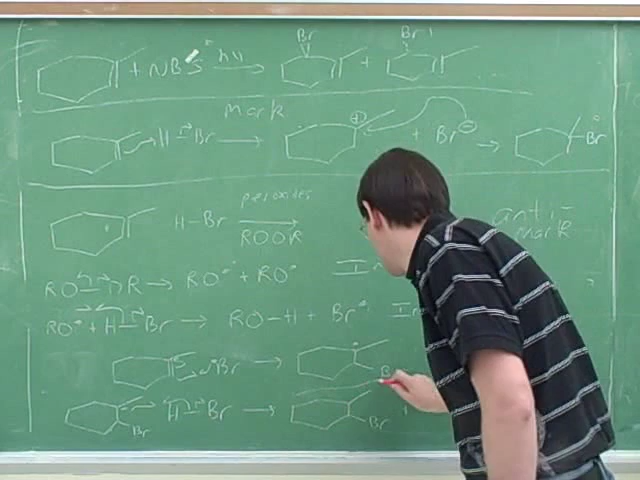 Br Br
+ NBS hν → +
Mark
H-Br → ⊕ + Br ⊖ → Br
peroxides
H-Br ROOR anti-
mark
RO-OR → RO• + RO•
RO• + H-Br → RO-H + Br•
•Br →
Br H-Br → Br